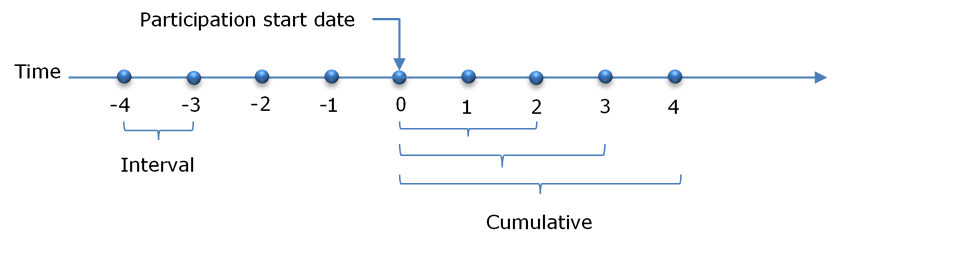 Participation start date
Time
-4 -3 -2 -1 0 1 2 3 4
Interval
Cumulative